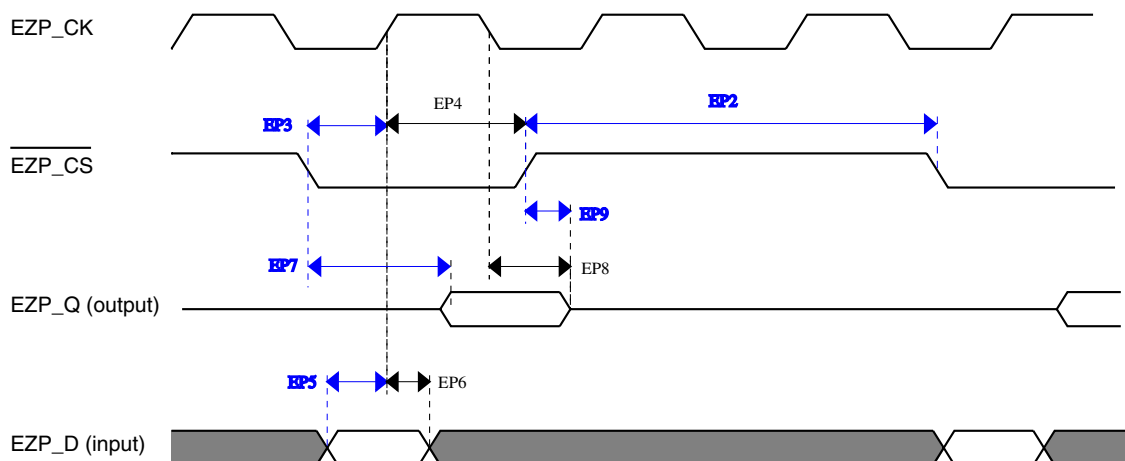 EZP_CK
EP4
EP2
EP3
EZP_CS
EP9
EP7
EP8
EZP_Q (output)
EP5
EP6
EZP_D (input)